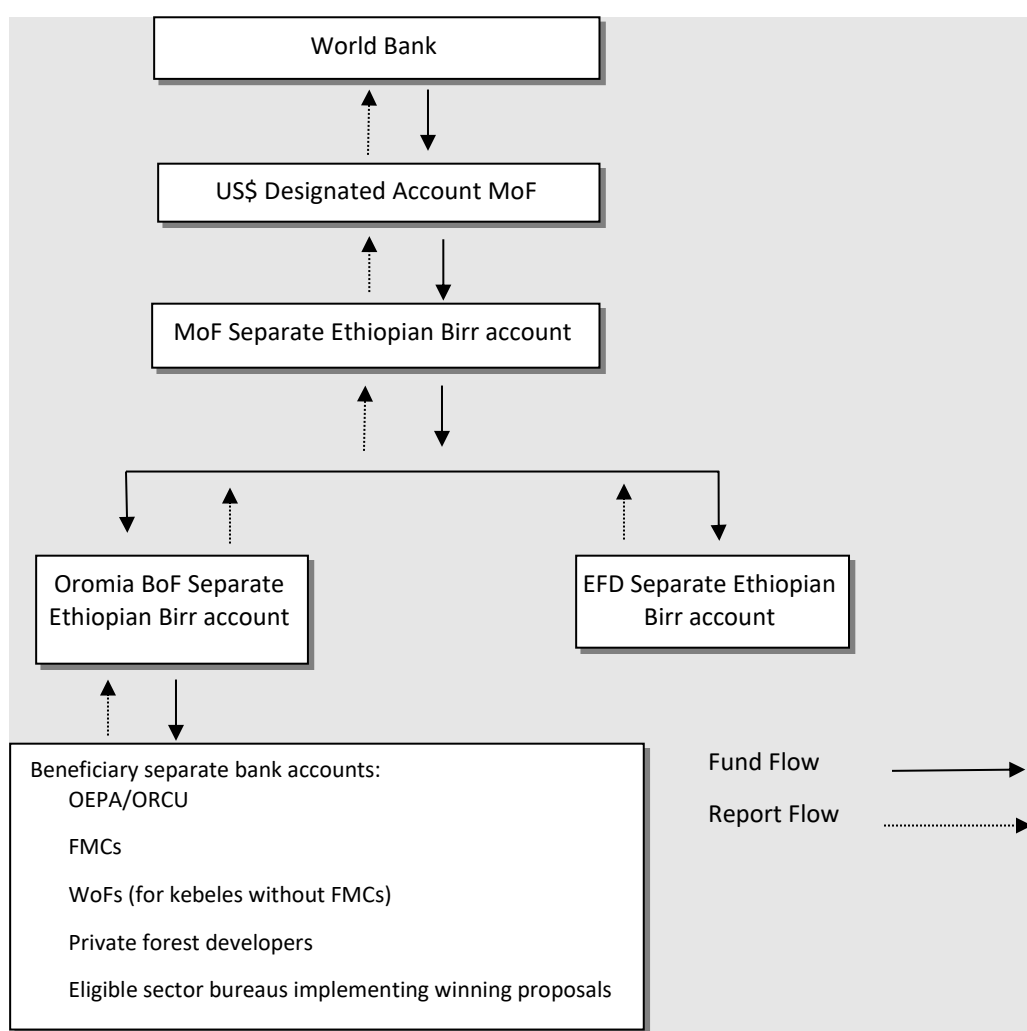 World Bank
US$ Designated Account MoF
MoF Separate Ethiopian Birr account
Oromia BoF Separate
Ethiopian Birr account
EFD Separate Ethiopian
Birr account
Beneficiary separate bank accounts:
OEPA/ORCU
FMCs
WoFs (for kebeles without FMCs)
Private forest developers
Eligible sector bureaus implementing winning proposals
Fund Flow
Report Flow